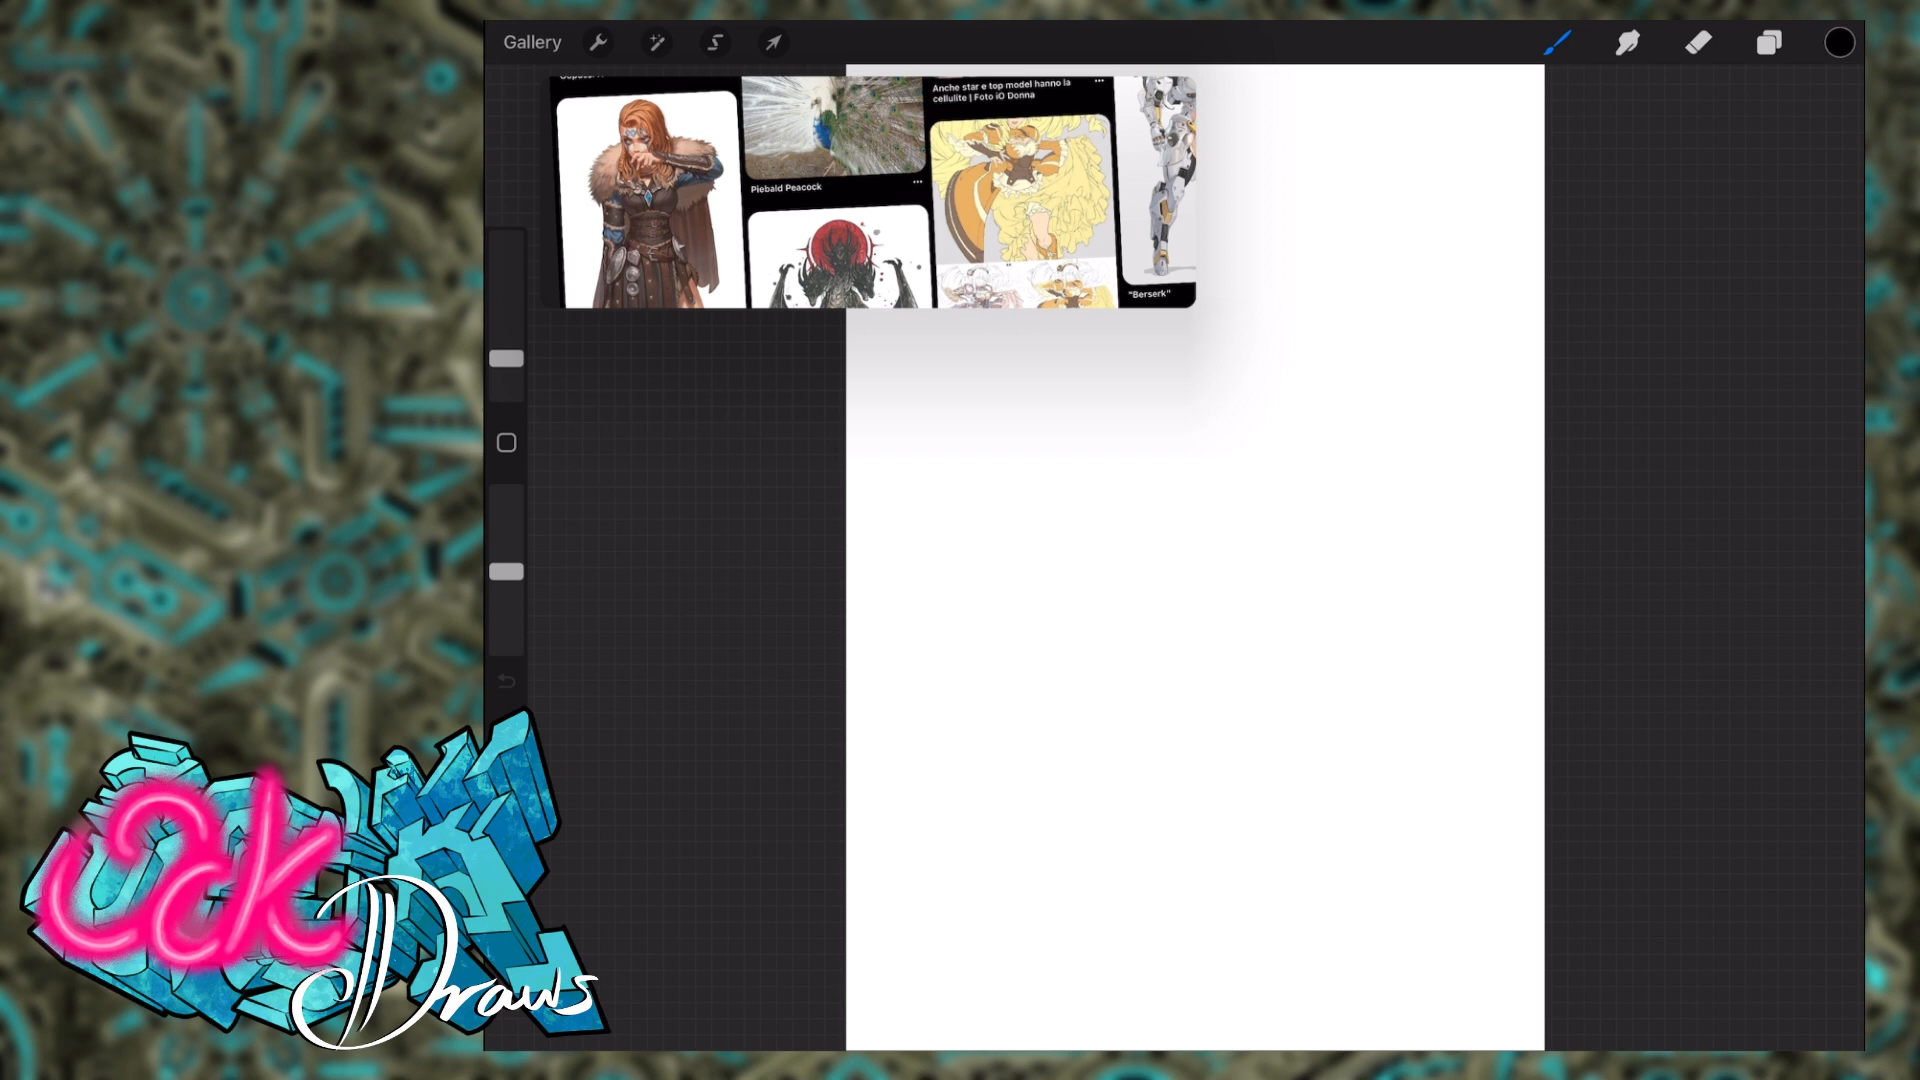 Gallery
Anche star e top model hanno la
cellulite | Foto iO Donna
Piebald Peacock
"Berserk"
Draws